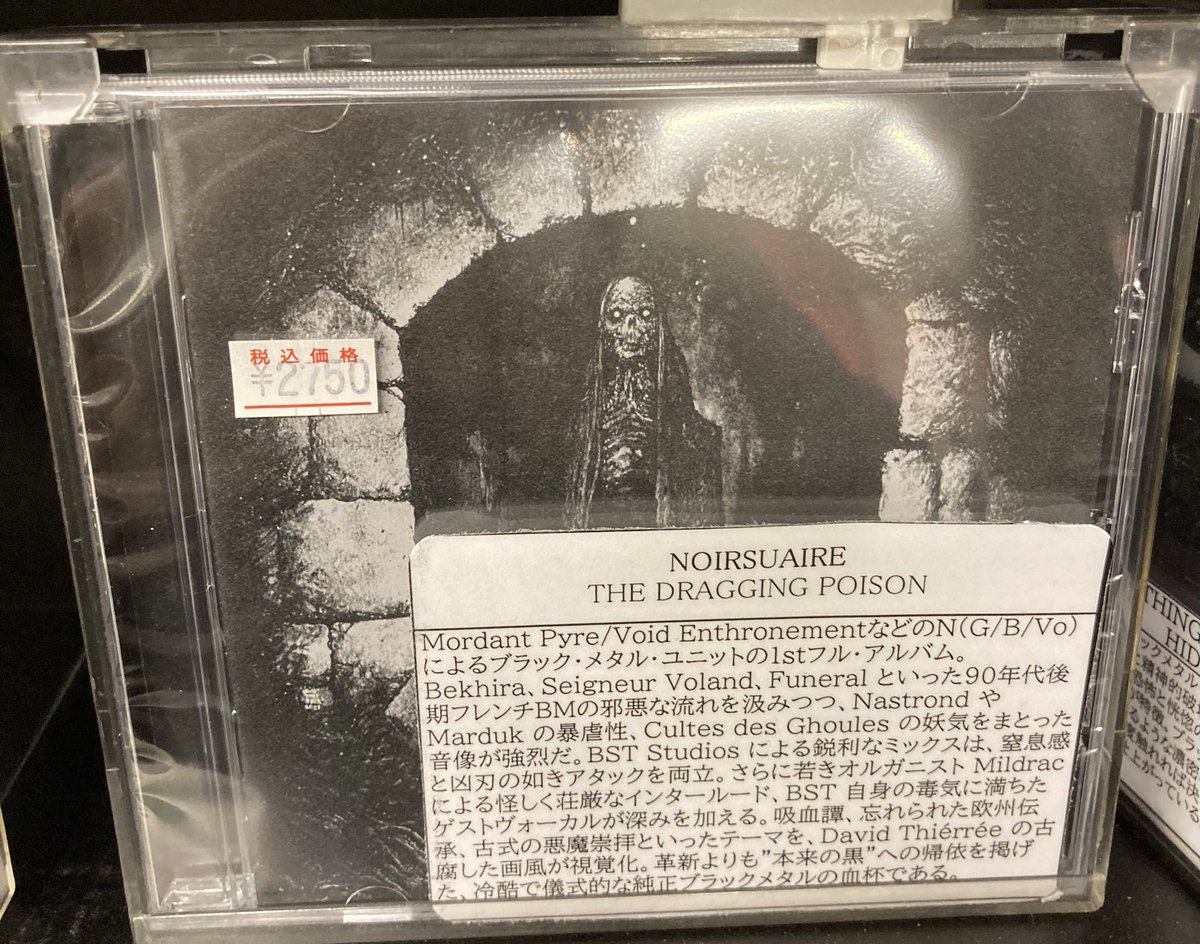 税込価格
¥2750
NOIRSUAIRE
THE DRAGGING POISON
Mordant Pyre/Void EnthronementなどのN(G/B/Vo)
によるブラック・メタル・ユニットの1stフル・アルバム。
Bekhira、Seigneur Voland、Funeral といった90年代後
期フレンチBMの邪悪な流れを汲みつつ、Nastrond や
Marduk の暴虐性、Cultes des Ghoules の妖気をまとった
音像が強烈だ。BST Studios による鋭利なミックスは、窒息感
と凶刃の如きアタックを両立。さらに若きオルガニスト Mildrac
による怪しく荘厳なインタールード、BST 自身の毒気に満ちた
ゲストヴォーカルが深みを加える。吸血譚、忘れられた欧州伝
承、古式の悪魔崇拝といったテーマを、David Thiérrée の古
腐した画風が視覚化。革新よりも"本来の黒"への帰依を掲げ
た、冷酷で儀式的な純正ブラックメタルの血杯である。
THING
HID